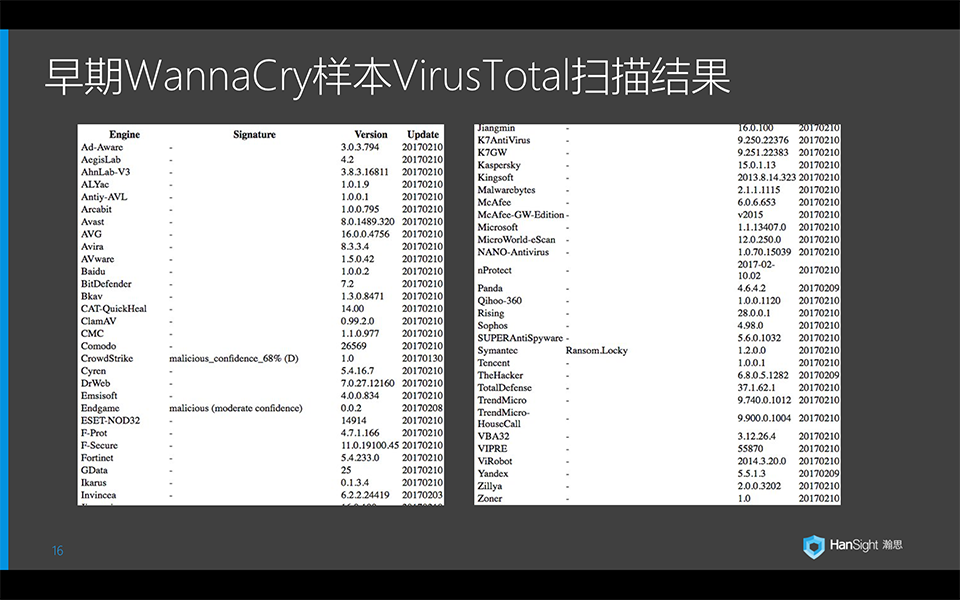 早期WannaCry样本VirusTotal扫描结果
Engine Signature Version Update
Ad-Aware - 3.0.3.794 20170210
AegisLab - 4.2 20170210
AhnLab-V3 - 3.8.3.16811 20170210
ALYac - 1.0.1.9 20170210
Antiy-AVL - 1.0.0.1 20170210
Arcabit - 1.0.0.795 20170210
Avast - 8.0.1489.320 20170210
AVG - 16.0.0.4756 20170210
Avira - 8.3.3.4 20170210
AVware - 1.5.0.42 20170210
Baidu - 1.0.0.2 20170210
BitDefender - 7.2 20170210
Bkav - 1.3.0.8471 20170210
CAT-QuickHeal - 14.00 20170210
ClamAV - 0.99.2.0 20170210
CMC - 1.1.0.977 20170210
Comodo - 26569 20170210
CrowdStrike malicious_confidence_68% (D) 1.0 20170130
Cyren - 5.4.16.7 20170210
DrWeb - 7.0.27.12160 20170210
Emsisoft - 4.0.0.834 20170210
Endgame malicious (moderate confidence) 0.0.2 20170208
ESET-NOD32 - 14914 20170210
F-Prot - 4.7.1.166 20170210
F-Secure - 11.0.19100.45 20170210
Fortinet - 5.4.233.0 20170210
GData - 25 20170210
Ikarus - 0.1.3.4 20170210
Invincea - 6.2.2.24419 20170203
Jiangmin - 16.0.100 20170210
K7AntiVirus - 9.250.22376 20170210
K7GW - 9.251.22383 20170210
Kaspersky - 15.0.1.13 20170210
Kingsoft - 2013.8.14.323 20170210
Malwarebytes - 2.1.1.1115 20170210
McAfee - 6.0.6.653 20170210
McAfee-GW-Edition - v2015 20170210
Microsoft - 1.1.13407.0 20170210
MicroWorld-eScan - 12.0.250.0 20170210
NANO-Antivirus - 1.0.70.15039 20170210
nProtect - 2017-02-
10.02 20170210
Panda - 4.6.4.2 20170209
Qihoo-360 - 1.0.0.1120 20170210
Rising - 28.0.0.1 20170210
Sophos - 4.98.0 20170210
SUPERAntiSpyware - 5.6.0.1032 20170210
Symantec Ransom.Locky 1.2.0.0 20170210
Tencent - 1.0.0.1 20170210
TheHacker - 6.8.0.5.1282 20170209
TotalDefense - 37.1.62.1 20170210
TrendMicro - 9.740.0.1012 20170210
TrendMicro-
HouseCall - 9.900.0.1004 20170210
VBA32 - 3.12.26.4 20170210
VIPRE - 55870 20170210
ViRobot - 2014.3.20.0 20170210
Yandex - 5.5.1.3 20170209
Zillya - 2.0.0.3202 20170210
Zoner - 1.0 20170210
16
HanSight 瀚思